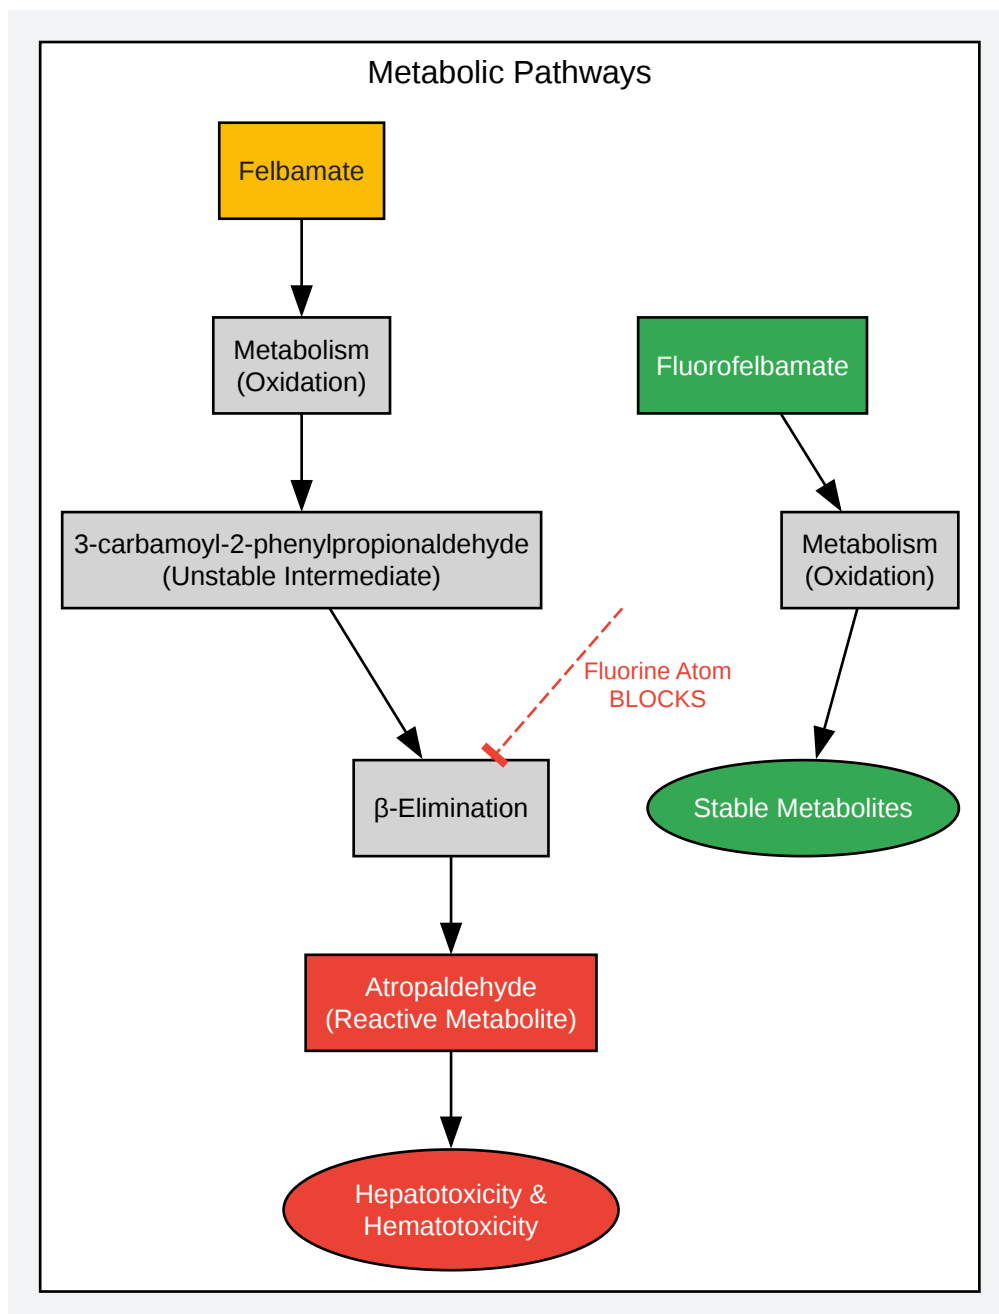 Metabolic Pathways
Felbamate
Metabolism
(Oxidation)
Fluorofelbamate
3-carbamoyl-2-phenylpropionaldehyde
(Unstable Intermediate)
Metabolism
(Oxidation)
Fluorine Atom
BLOCKS
β-Elimination
Stable Metabolites
Atropaldehyde
(Reactive Metabolite)
Hepatotoxicity &
Hematotoxicity